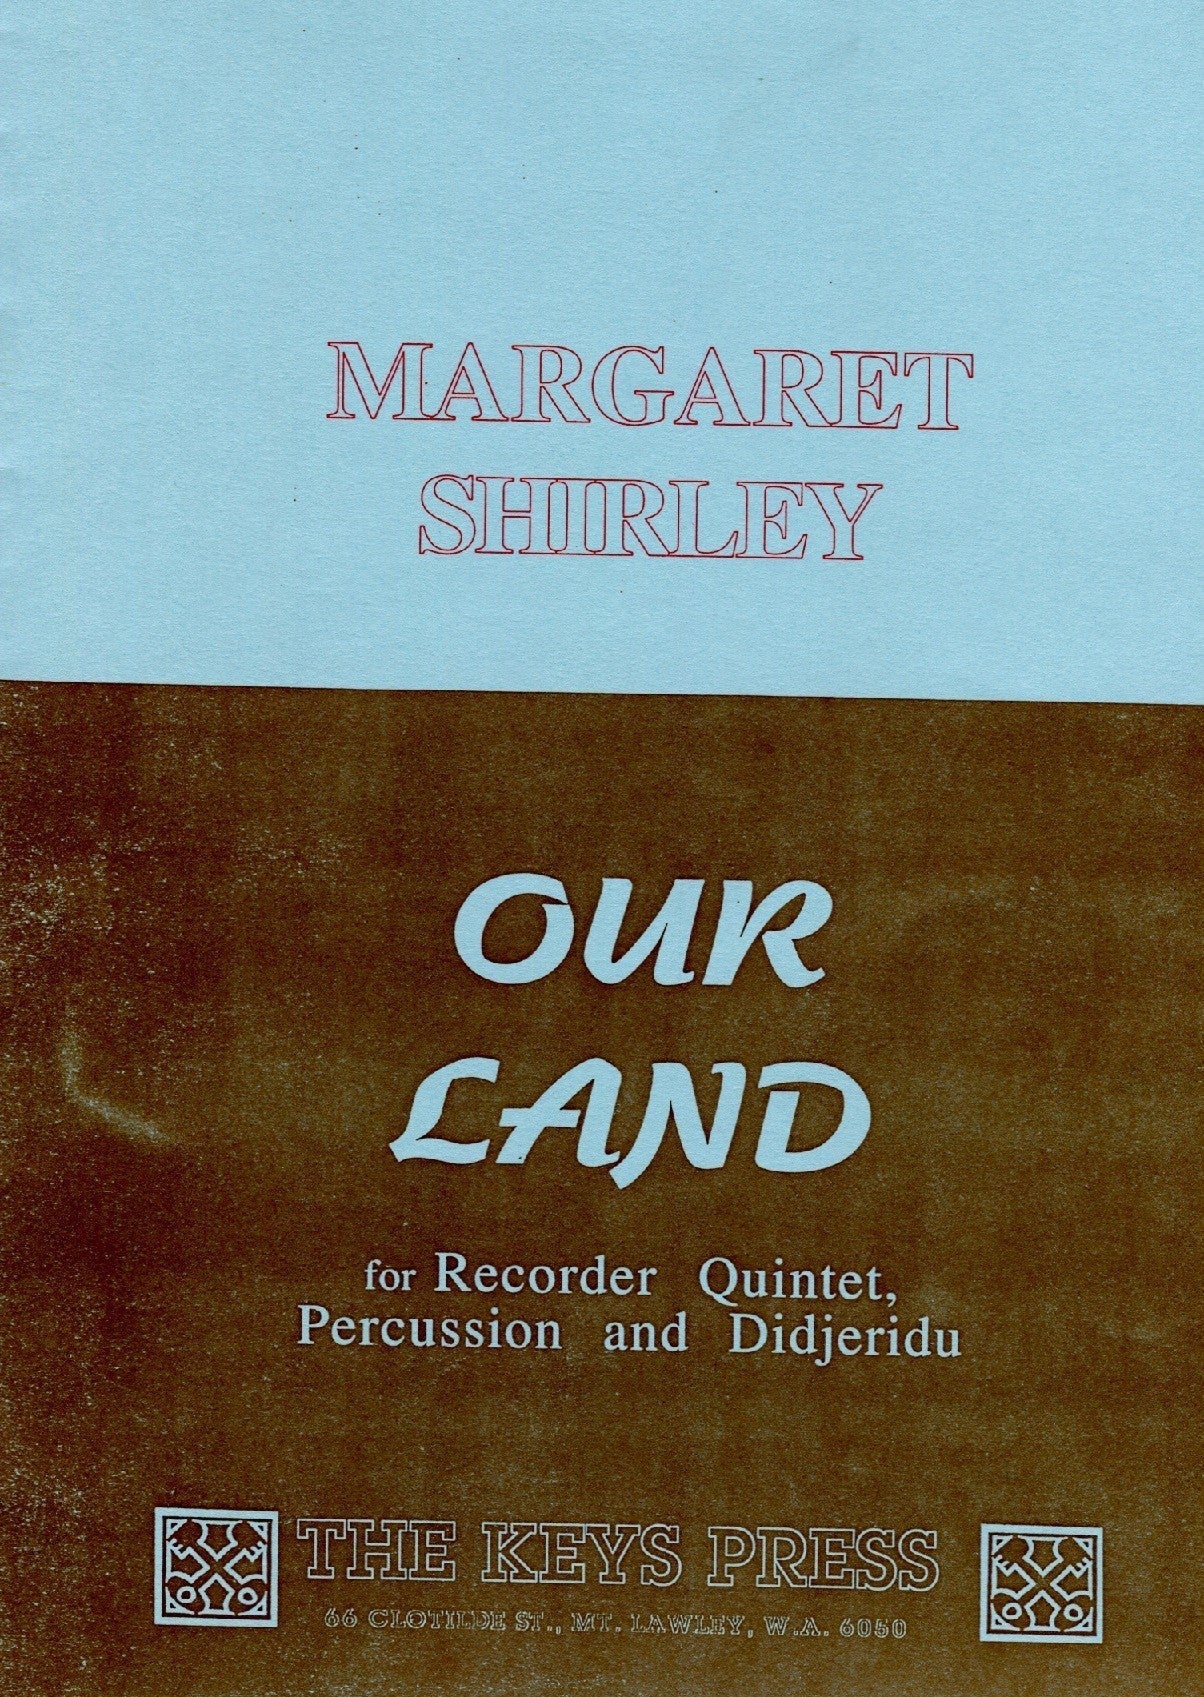 MARGARET
SHIRLEY
OUR
LAND
for Recorder Quintet,
Percussion and Didjeridu
THE KEYS PRESS
66 CLOTILDE ST., MT. LAWLEY, W.A. 6050